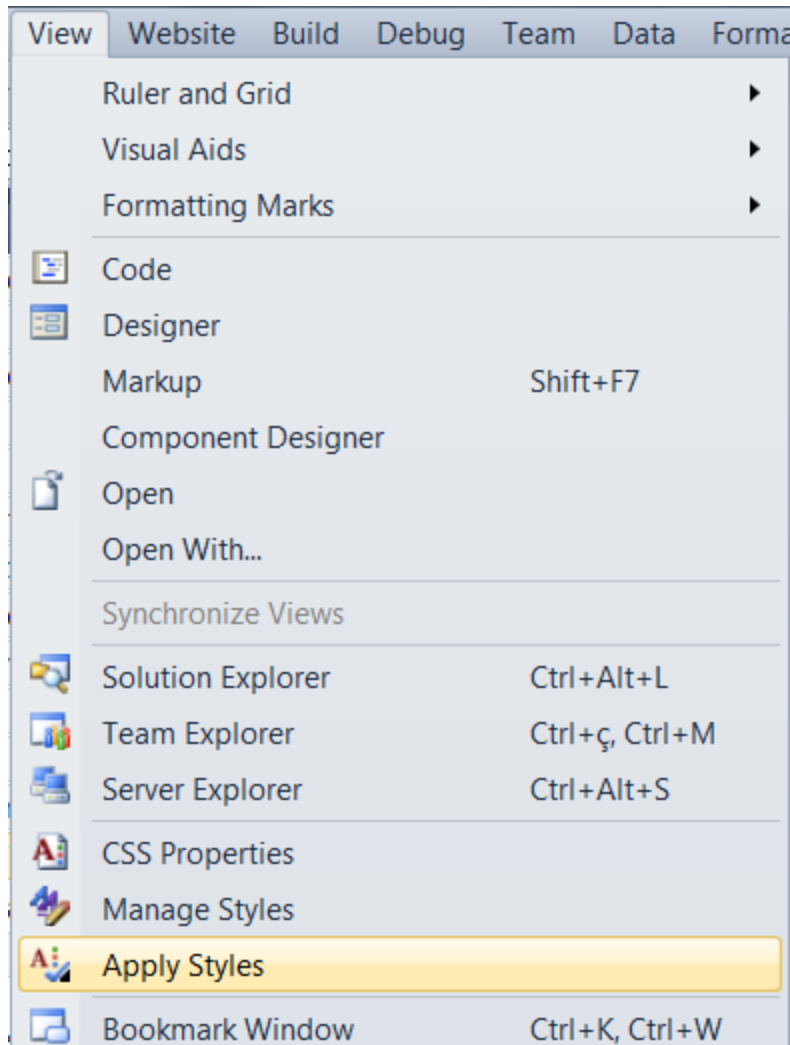 View Website Build Debug Team Data Forma
Ruler and Grid
Visual Aids
Formatting Marks
Code
Designer
Markup Shift+F7
Component Designer
Open
Open With...
Synchronize Views
Solution Explorer Ctrl+Alt+L
Team Explorer Ctrl+ç, Ctrl+M
Server Explorer Ctrl+Alt+S
CSS Properties
Manage Styles
Apply Styles
Bookmark Window Ctrl+K, Ctrl+W